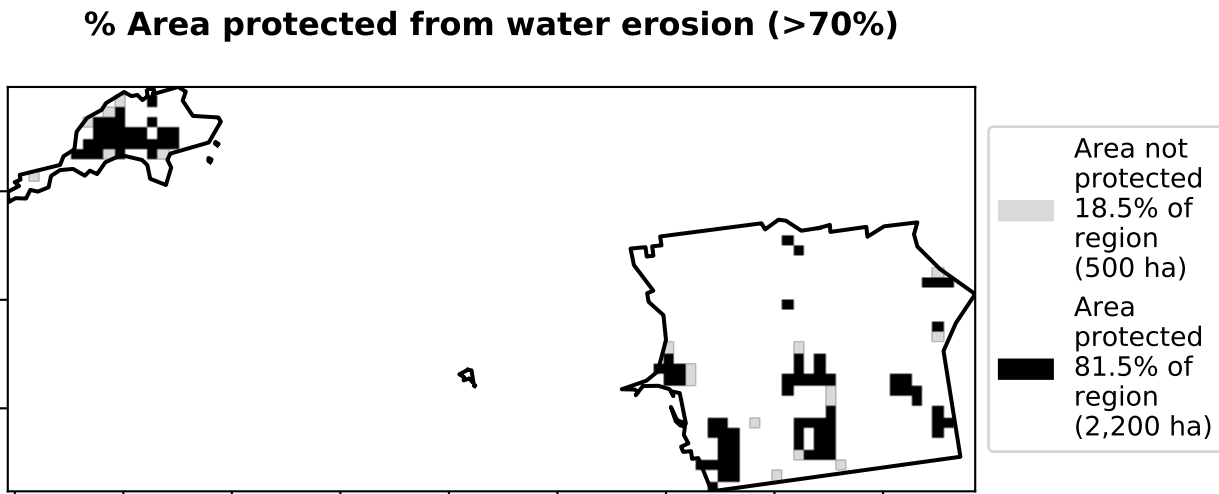 % Area protected from water erosion (>70%)
Area not
protected
18.5% of
region
(500 ha)
Area
protected
81.5% of
region
(2,200 ha)